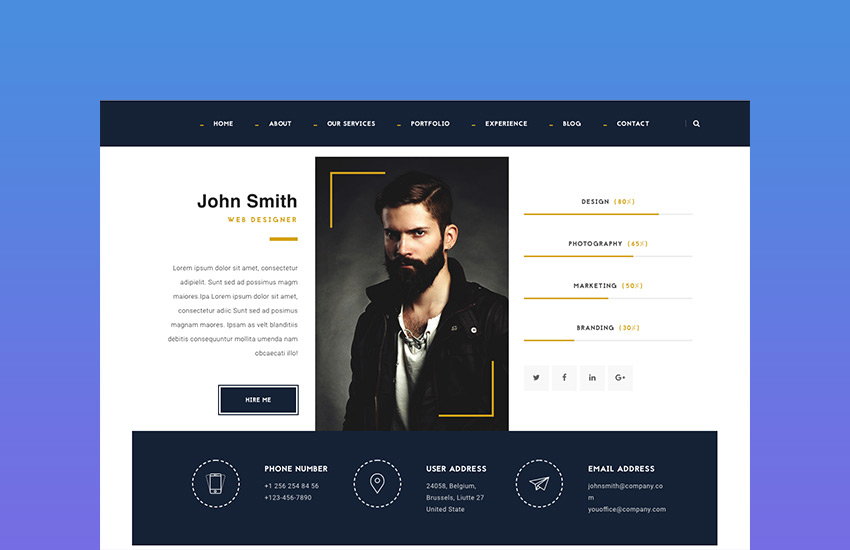 HOME ABOUT OUR SERVICES PORTFOLIO EXPERIENCE BLOG CONTACT
John Smith
WEB DESIGNER
Lorem ipsum dolor sit amet, consectetur
adipielit. Sunt sed ad possimus magm
maiores.Ipa Lorem ipsum dolor sit amet,
consectetur adiic Sunt sed ad possimus
magnam maores. Ipsam as velt blanditiis
debitis consequuntur mollita umenda nam
obcaecati illo!
HIRE ME
DESIGN (80%)
PHOTOGRAPHY (65%)
MARKETING (50%)
BRANDING (30%)
G+
PHONE NUMBER
+1 256 254 84 56
+123-456-7890
USER ADDRESS
24058, Belgium,
Brussels, Liutte 27
United State
EMAIL ADDRESS
johnsmith@company.co
m
youoffice@company.com